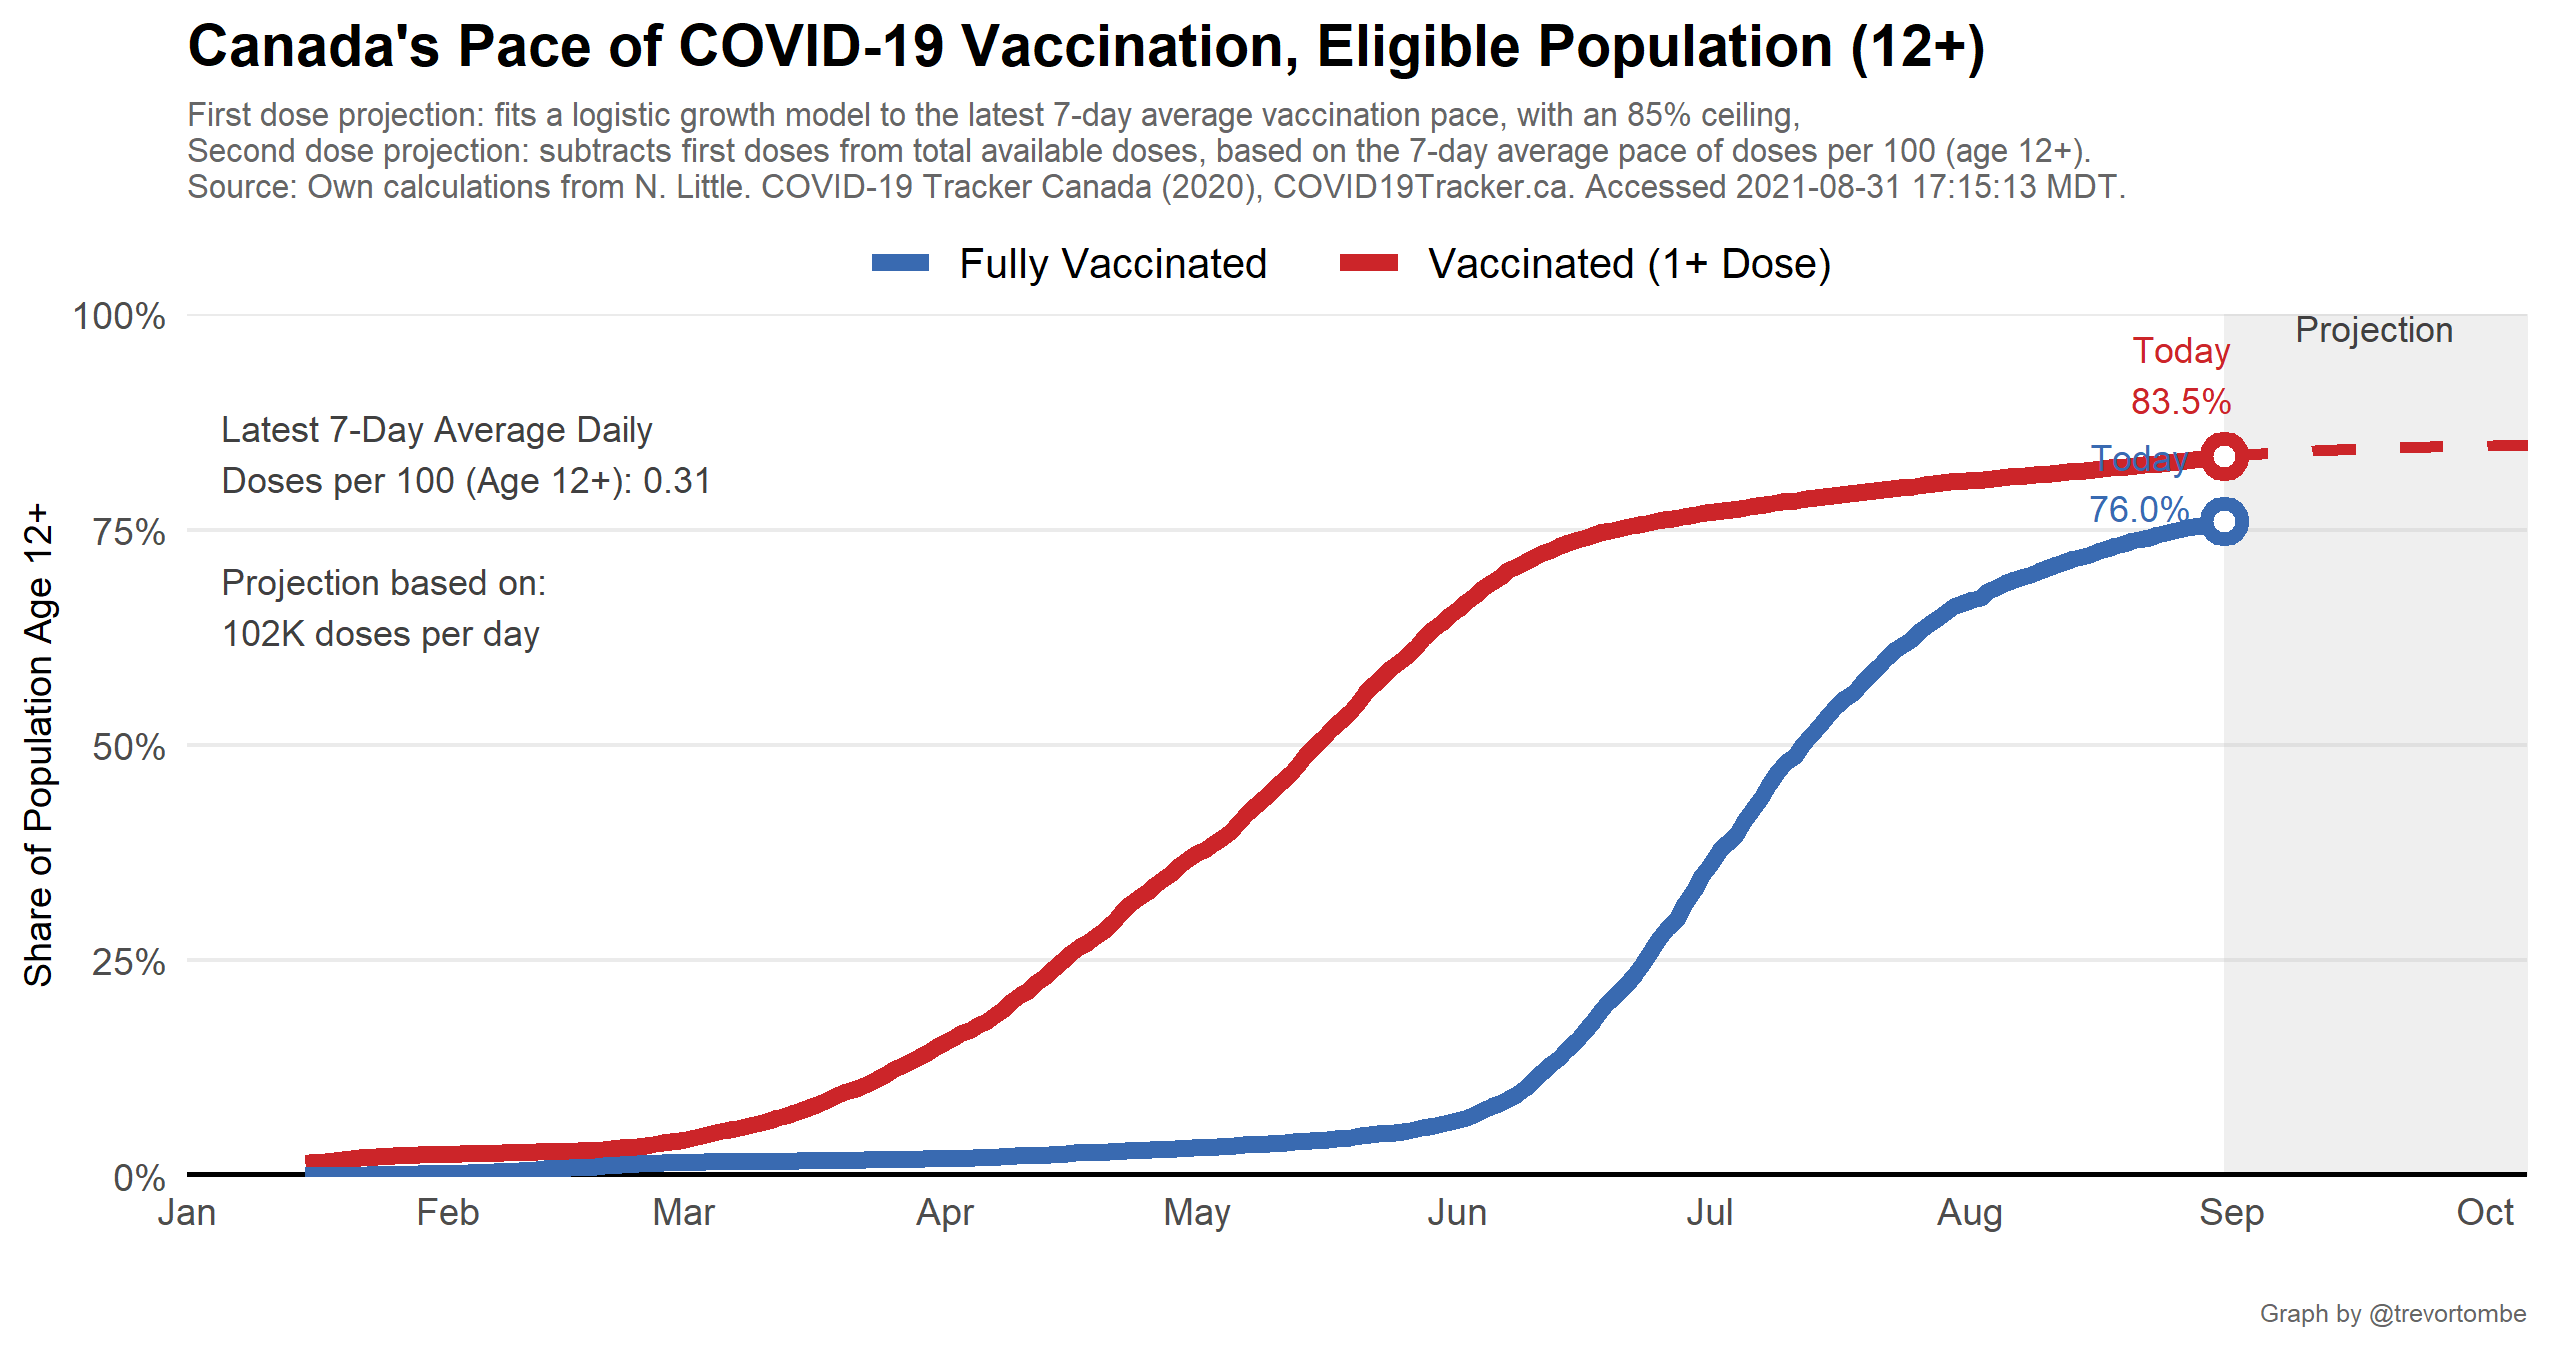 Canada's Pace of COVID-19 Vaccination, Eligible Population (12+)
First dose projection: fits a logistic growth model to the latest 7-day average vaccination pace, with an 85% ceiling,
Second dose projection: subtracts first doses from total available doses, based on the 7-day average pace of doses per 100 (age 12+).
Source: Own calculations from N. Little. COVID-19 Tracker Canada (2020), COVID19Tracker.ca. Accessed 2021-08-31 17:15:13 MDT.
Fully Vaccinated
Vaccinated (1+ Dose)
100%
75%
50%
25%
0%
Share of Population Age 12+
Latest 7-Day Average Daily
Doses per 100 (Age 12+): 0.31
Projection based on:
102K doses per day
Projection
Today
83.5%
Today
76.0%
Jan
Feb
Mar
Apr
May
Jun
Jul
Aug
Sep
Oct
Graph by @trevortombe